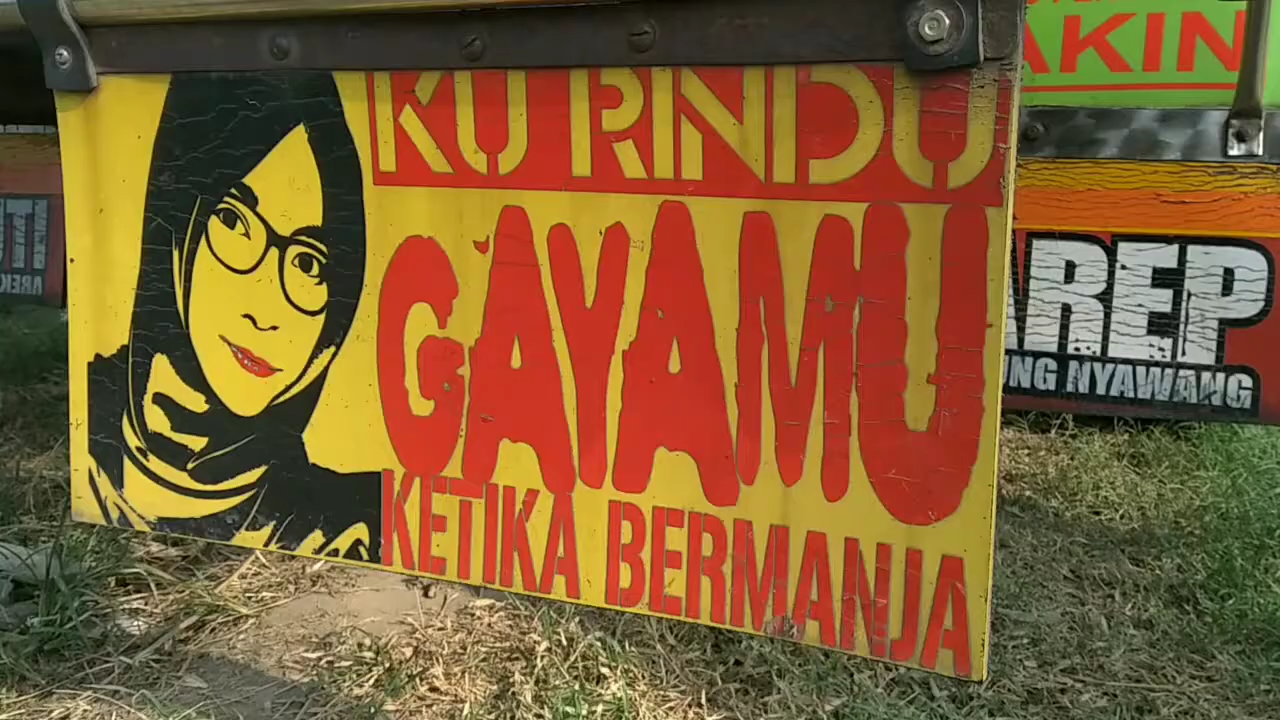 KU RINDU
GAYAMU
KETIKA BERMANJA
AKIN
AREP
NG NYAWANG